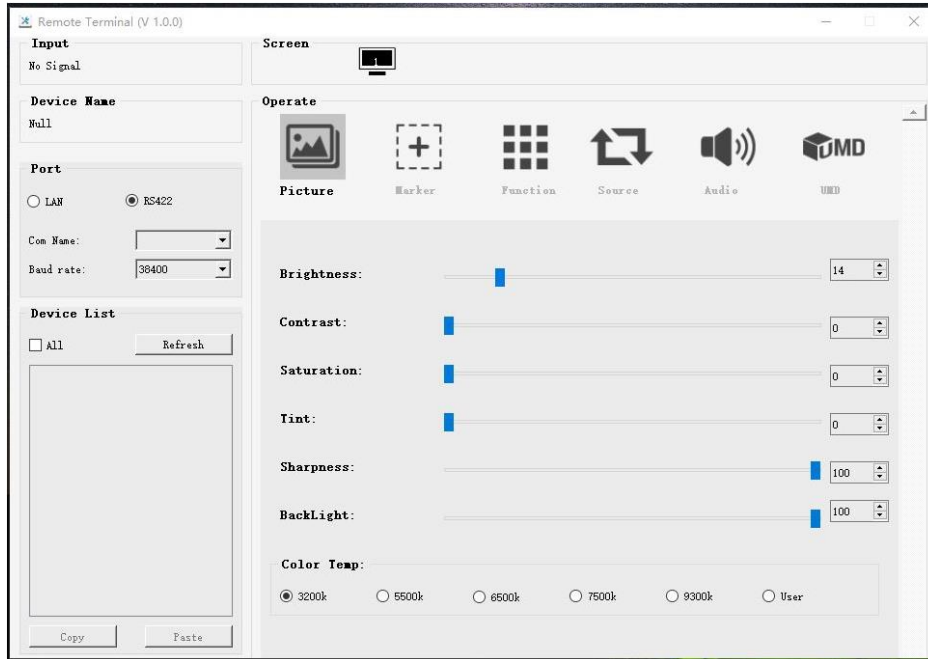 Remote Terminal (V 1.0.0)
Input
No Signal
Screen
1
Device Name
Null
Operate
UMD
Picture
Marker
Function
Source
Audio
UMD
Port
LAN
RS422
Com Name:
Baud rate:
38400
Device List
All
Refresh
Copy
Paste
Brightness:
14
Contrast:
0
Saturation:
0
Tint:
0
Sharpness:
100
BackLight:
100
Color Temp:
3200k
5500k
6500k
7500k
9300k
User